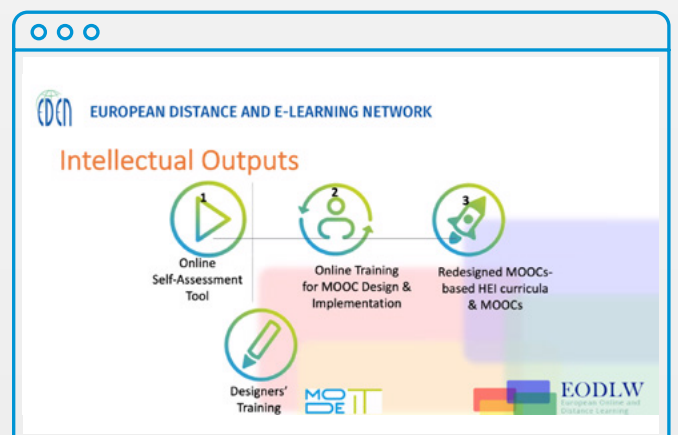 EDEN
EUROPEAN DISTANCE AND E-LEARNING NETWORK
Intellectual Outputs
1
2
3
Online
Self-Assessment
Tool
Online Training
for MOOC Design &
Implementation
Redesigned MOOCs-
based HEI curricula
& MOOCs
Designers'
Training
MO
DE IT
EODLW
European Online and
Distance Learning